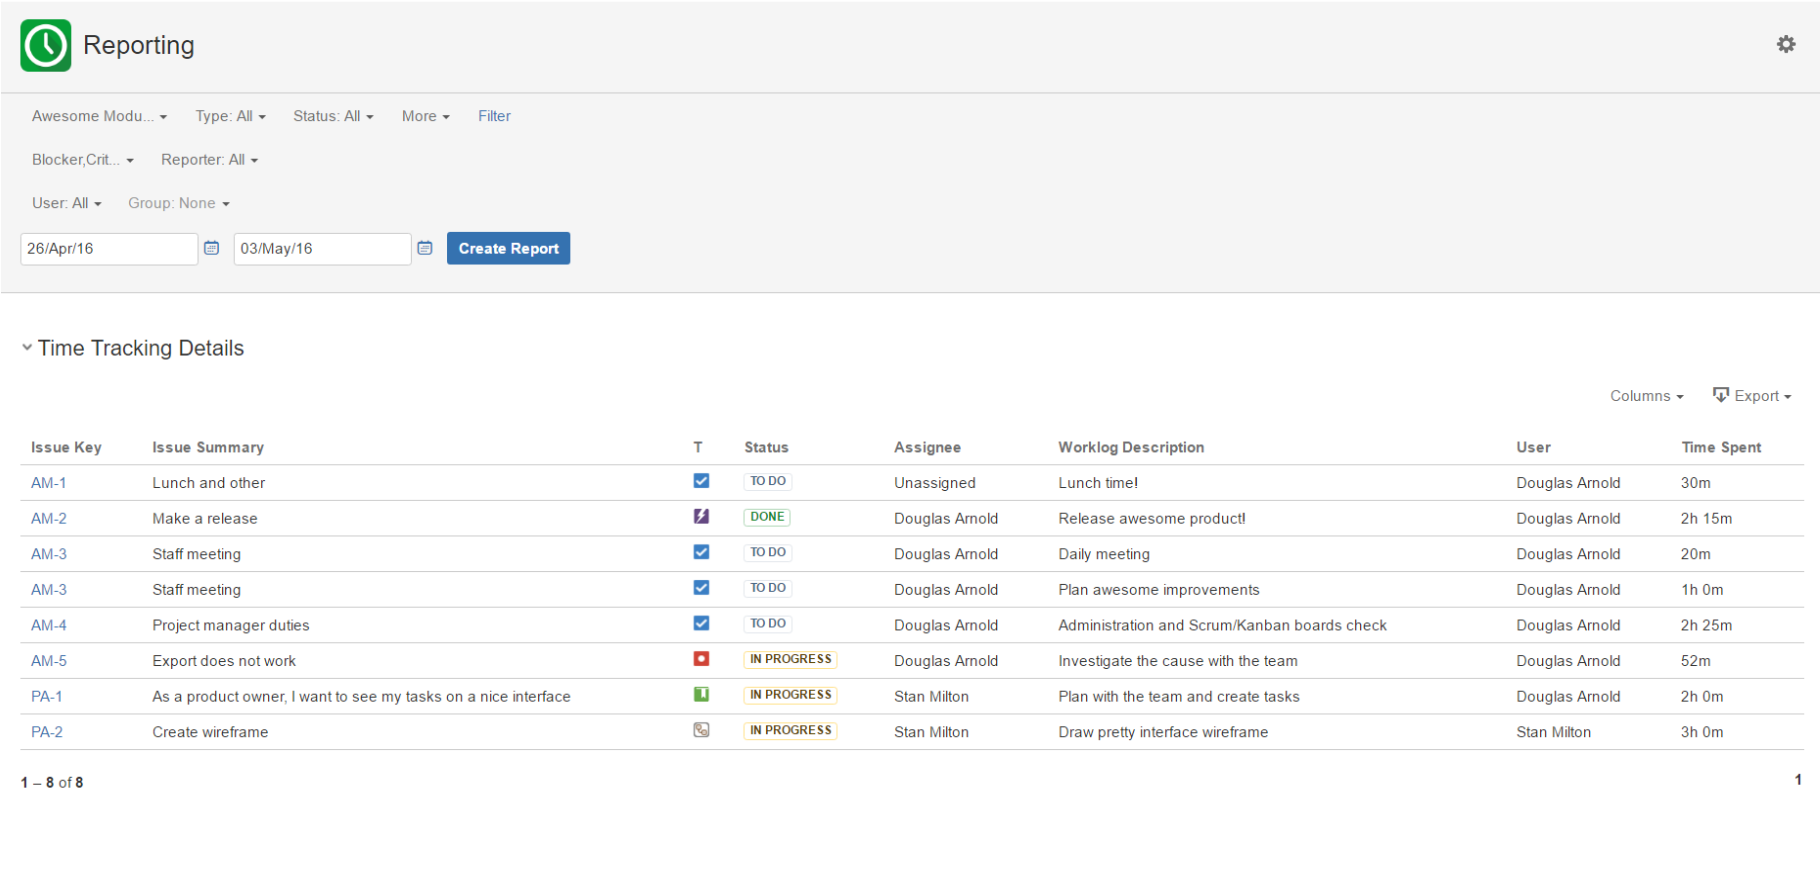 Reporting
Awesome Modu... Type: All Status: All More Filter
Blocker,Crit... Reporter: All
User: All Group: None
26/Apr/16 03/May/16 Create Report
Time Tracking Details
Columns Export
Issue Key Issue Summary T Status Assignee Worklog Description User Time Spent
AM-1 Lunch and other TO DO Unassigned Lunch time! Douglas Arnold 30m
AM-2 Make a release DONE Douglas Arnold Release awesome product! Douglas Arnold 2h 15m
AM-3 Staff meeting TO DO Douglas Arnold Daily meeting Douglas Arnold 20m
AM-3 Staff meeting TO DO Douglas Arnold Plan awesome improvements Douglas Arnold 1h 0m
AM-4 Project manager duties TO DO Douglas Arnold Administration and Scrum/Kanban boards check Douglas Arnold 2h 25m
AM-5 Export does not work IN PROGRESS Douglas Arnold Investigate the cause with the team Douglas Arnold 52m
PA-1 As a product owner, I want to see my tasks on a nice interface IN PROGRESS Stan Milton Plan with the team and create tasks Douglas Arnold 2h 0m
PA-2 Create wireframe IN PROGRESS Stan Milton Draw pretty interface wireframe Stan Milton 3h 0m
1 – 8 of 8 1